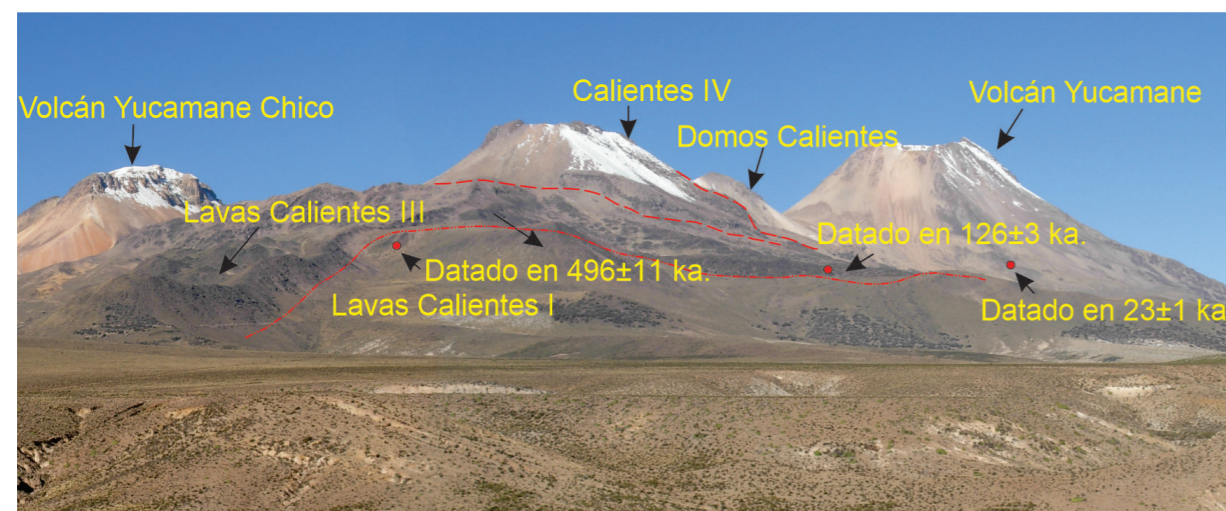 Volcán Yucamane Chico
Calientes IV
Volcán Yucamane
Domos Calientes
Lavas Calientes III
Datado en 126±3 ka.
Datado en 496±11 ka.
Lavas Calientes I
Datado en 23±1 ka